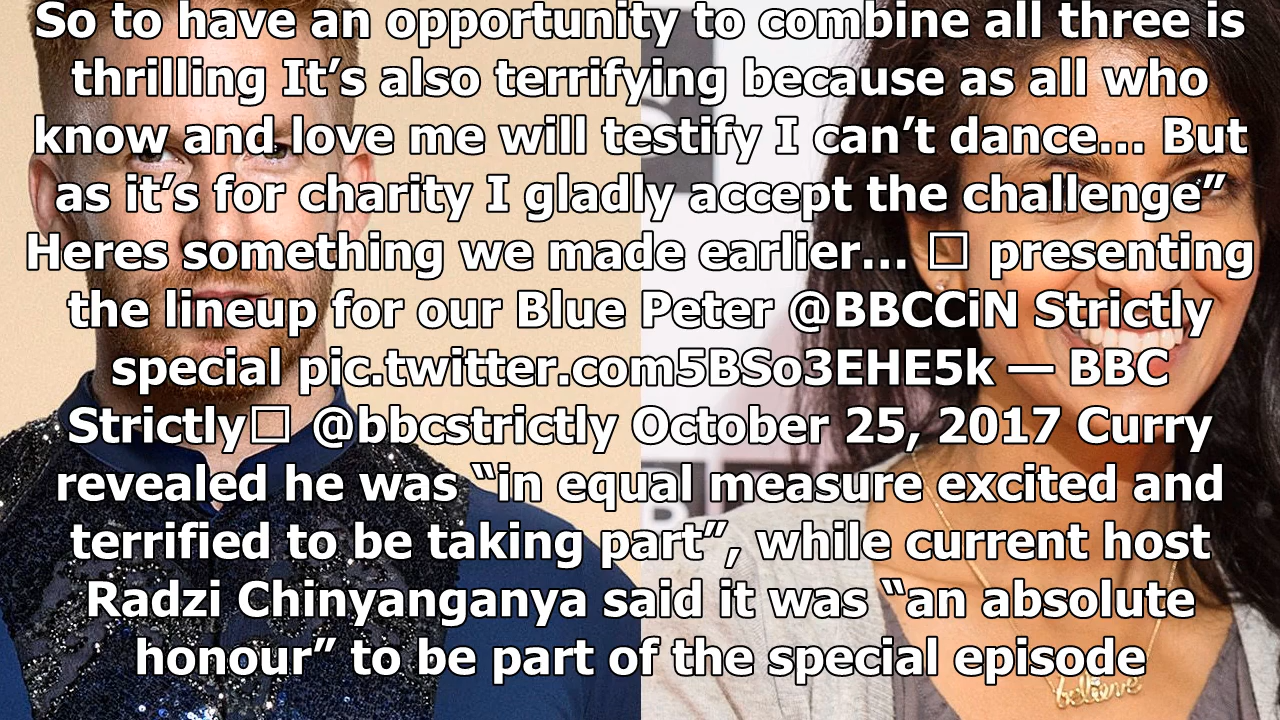 So to have an opportunity to combine all three is
thrilling It’s also terrifying because as all who
know and love me will testify I can’t dance... But
as it’s for charity I gladly accept the challenge”
Heres something we made earlier... □ presenting
the lineup for our Blue Peter @BBCCiN Strictly
special pic.twitter.com5BSo3EHE5k — BBC
Strictly□ @bbcstrictly October 25, 2017 Curry
revealed he was “in equal measure excited and
terrified to be taking part”, while current host
Radzi Chinyanganya said it was “an absolute
honour” to be part of the special episode
believe